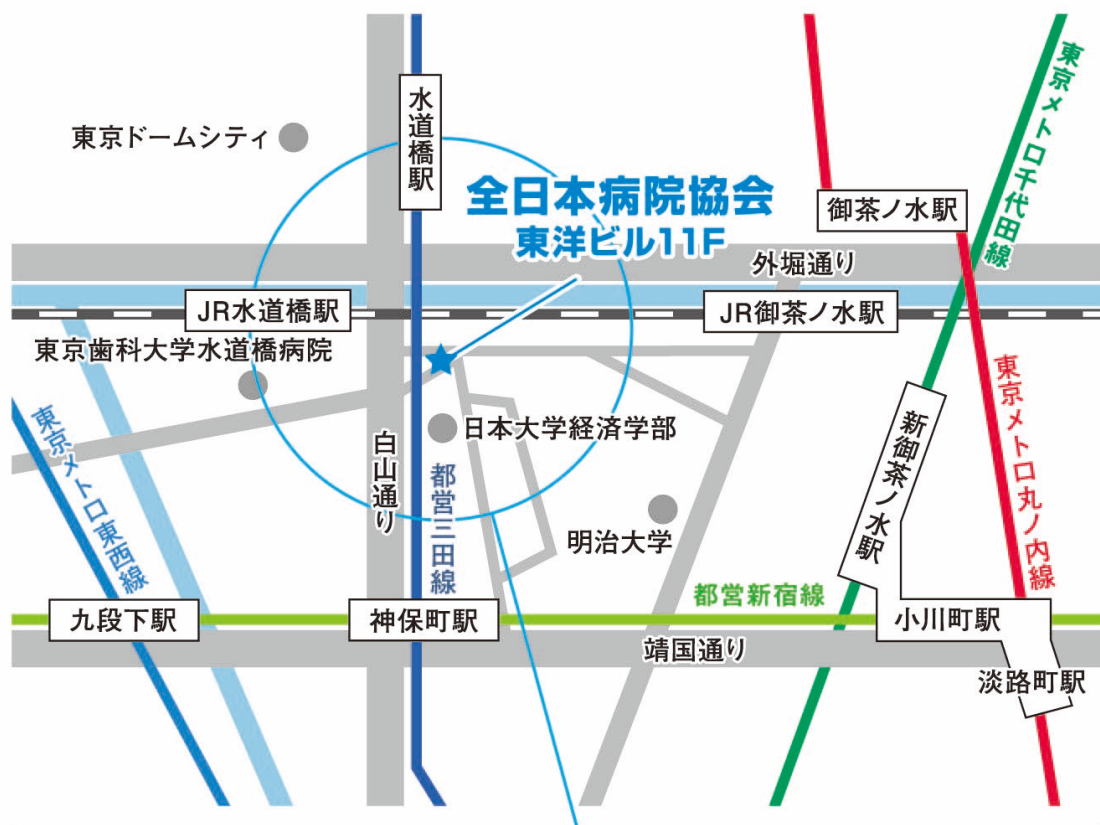 水道橋駅
東京メトロ千代田線
東京ドームシティ
全日本病院協会
東洋ビル11F
御茶ノ水駅
外堀通り
JR水道橋駅
JR御茶ノ水駅
東京歯科大学水道橋病院
東京メトロ東西線
白山通り
日本大学経済学部
都営三田線
新御茶ノ水駅
東京メトロ丸ノ内線
明治大学
都営新宿線
九段下駅
神保町駅
小川町駅
靖国通り
淡路町駅